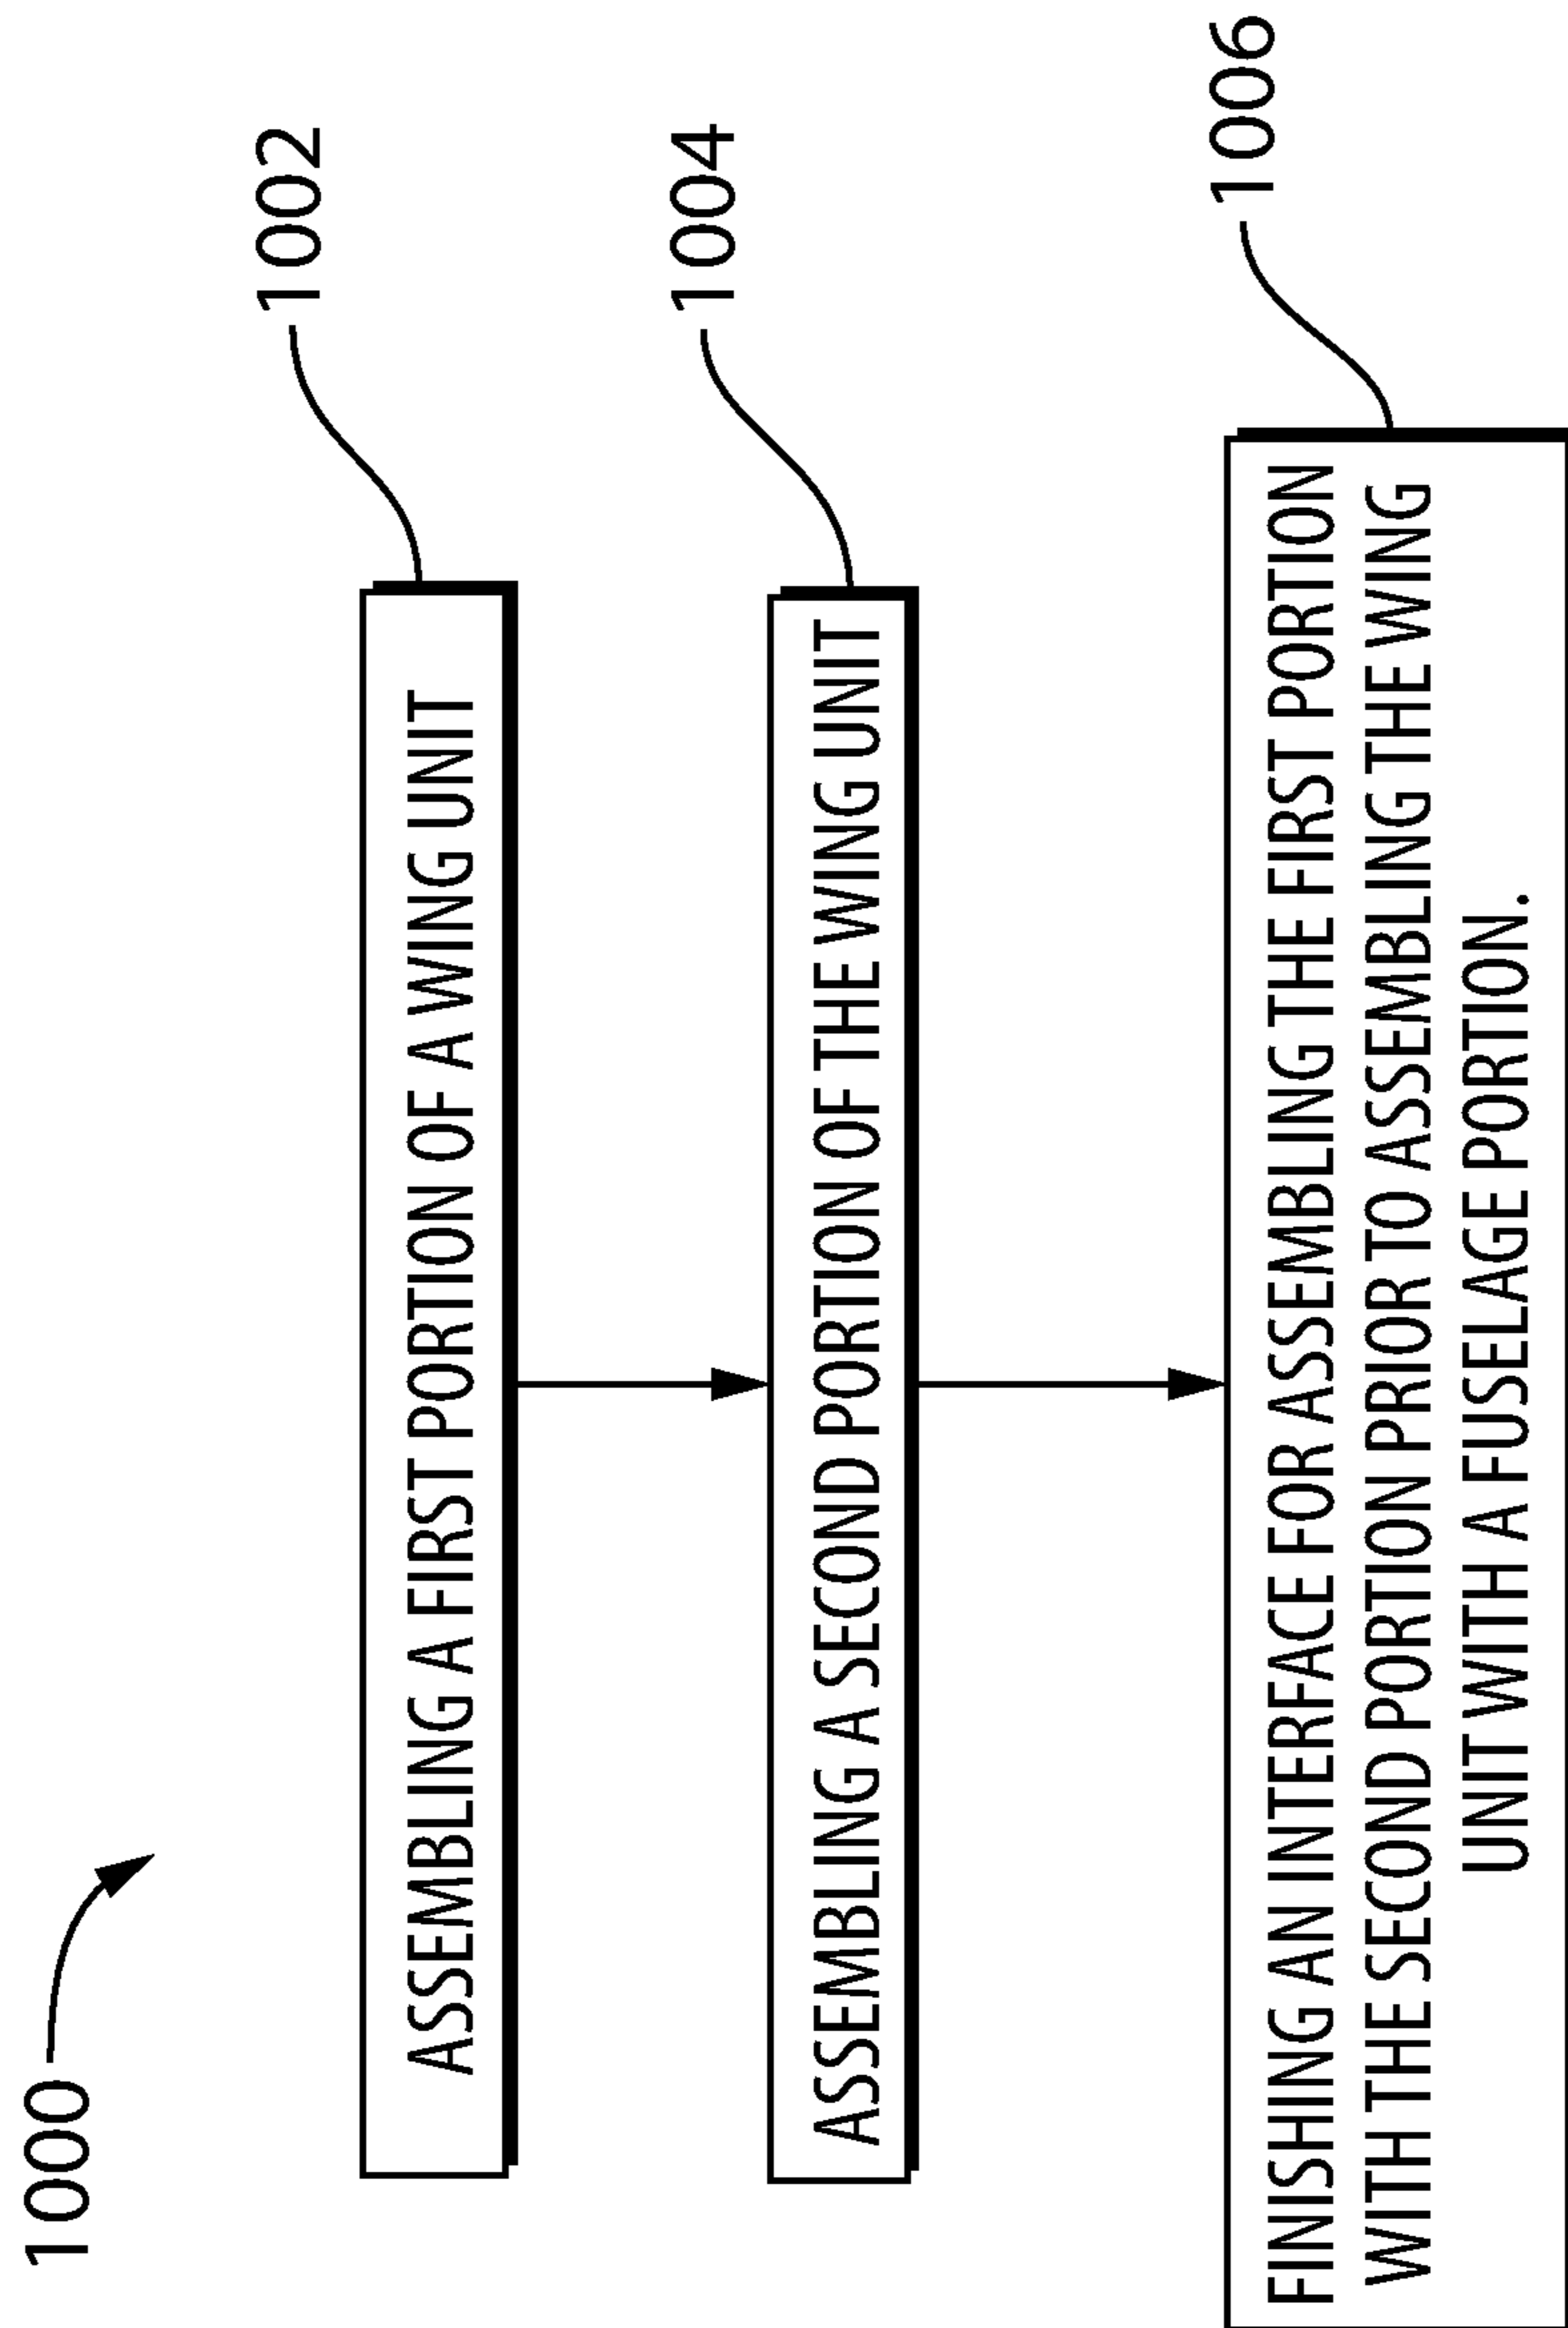 1000
1002
ASSEMBLING A FIRST PORTION OF A WING UNIT
1004
ASSEMBLING A SECOND PORTION OF THE WING UNIT
1006
FINISHING AN INTERFACE FOR ASSEMBLING THE FIRST PORTION
WITH THE SECOND PORTION PRIOR TO ASSEMBLING THE WING
UNIT WITH A FUSELAGE PORTION.